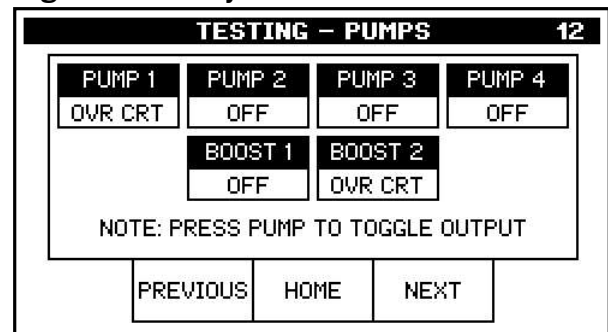 TESTING – PUMPS 12
PUMP 1 PUMP 2 PUMP 3 PUMP 4
OVR CRT OFF OFF OFF
BOOST 1 BOOST 2
OFF OVR CRT
NOTE: PRESS PUMP TO TOGGLE OUTPUT
PREVIOUS HOME NEXT